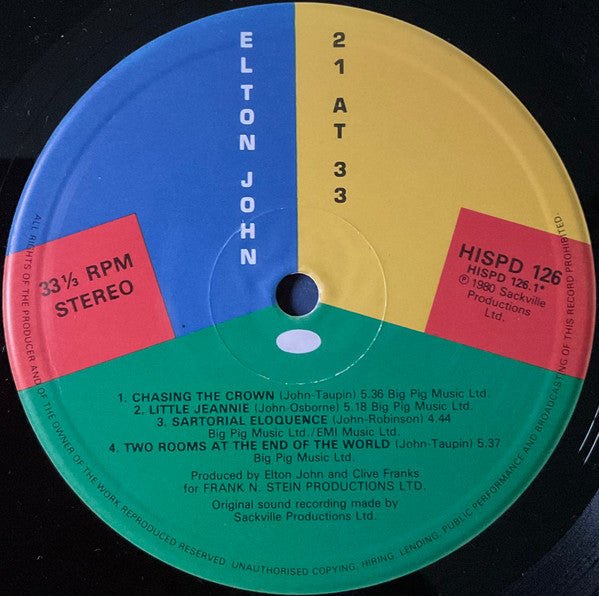 ELTON JOHN
21 AT 33
33 ⅓ RPM
STEREO
HISPD 126
HISPD 126.1*
Ⓟ 1980 Sackville
Productions
Ltd.
1. CHASING THE CROWN (John-Taupin) 5.36 Big Pig Music Ltd.
2. LITTLE JEANNIE (John-Osborne) 5.18 Big Pig Music Ltd.
3. SARTORIAL ELOQUENCE (John-Robinson) 4.44
Big Pig Music Ltd./EMI Music Ltd.
4. TWO ROOMS AT THE END OF THE WORLD (John-Taupin) 5.37
Big Pig Music Ltd.
Produced by Elton John and Clive Franks.
for FRANK N. STEIN PRODUCTIONS LTD.
Original sound recording made by
Sackville Productions Ltd.
ALL RIGHTS OF THE PRODUCER AND OF THE OWNER OF THE WORK REPRODUCED RESERVED. UNAUTHORISED COPYING, HIRING, LENDING, PUBLIC PERFORMANCE AND BROADCASTING OF THIS RECORD PROHIBITED.